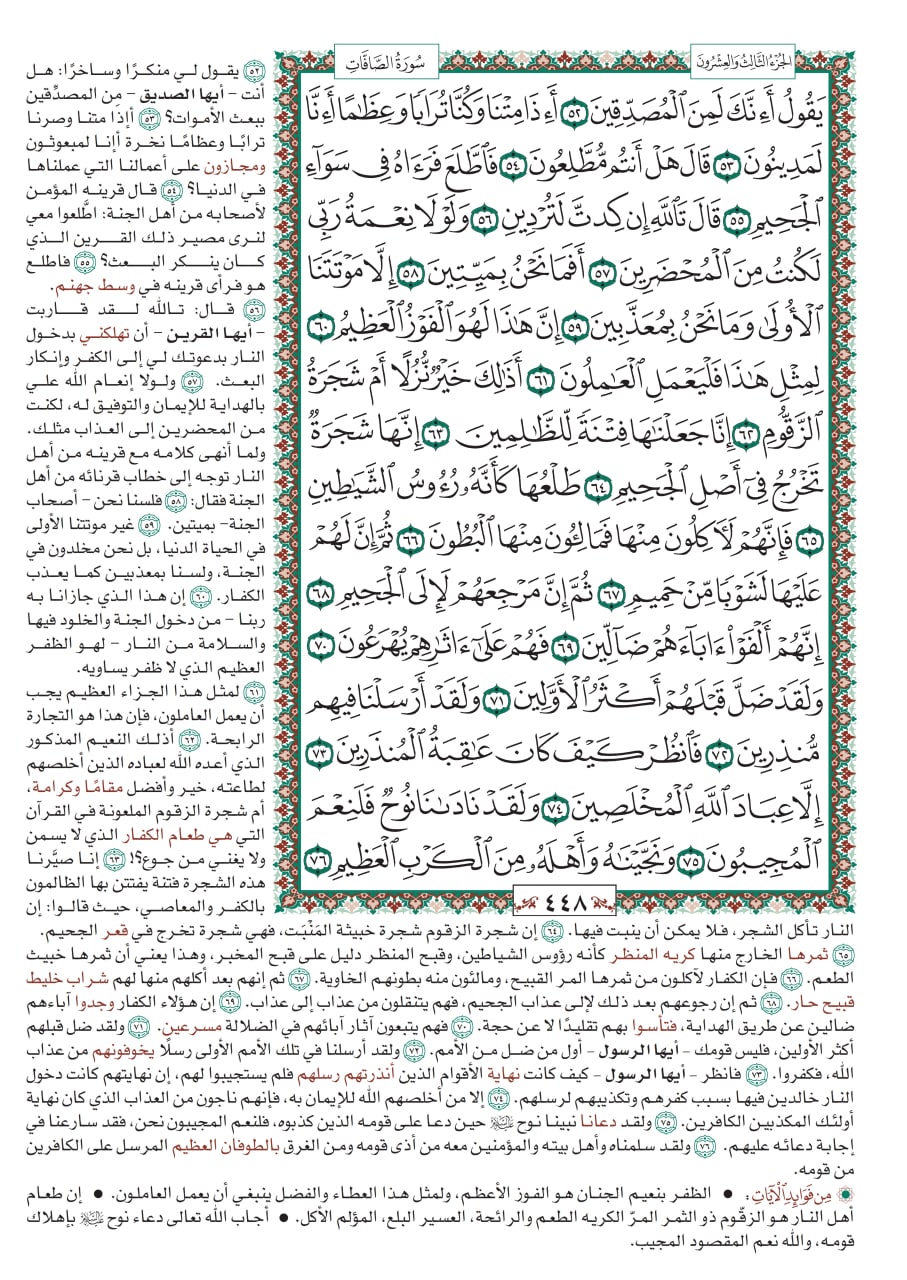 سُورَةُ الصَّافَّاتِ
الجُزْءُ الثَّالِثُ وَالعِشْرُونَ
يَقُولُ أَءِنَّكَ لَمِنَ ٱلْمُصَدِّقِينَ ٥٢ أَءِذَا مِتْنَا وَكُنَّا تُرَابًا وَعِظَٰمًا أَءِنَّا
لَمَدِينُونَ ٥٣ قَالَ هَلْ أَنتُم مُّطَّلِعُونَ ٥٤ فَٱطَّلَعَ فَرَءَاهُ فِى سَوَآءِ
ٱلْجَحِيمِ ٥٥ قَالَ تَٱللَّهِ إِن كِدتَّ لَتُرْدِينِ ٥٦ وَلَوْلَا نِعْمَةُ رَبِّى
لَكُنتُ مِنَ ٱلْمُحْضَرِينَ ٥٧ أَفَمَا نَحْنُ بِمَيِّتِينَ ٥٨ إِلَّا مَوْتَتَنَا
ٱلْأُولَىٰ وَمَا نَحْنُ بِمُعَذَّبِينَ ٥٩ إِنَّ هَٰذَا لَهُوَ ٱلْفَوْزُ ٱلْعَظِيمُ ٦٠
لِمِثْلِ هَٰذَا فَلْيَعْمَلِ ٱلْعَٰمِلُونَ ٦١ أَذَٰلِكَ خَيْرٌ نُّزُلًا أَمْ شَجَرَةُ
ٱلزَّقُّومِ ٦٢ إِنَّا جَعَلْنَٰهَا فِتْنَةً لِّلظَّٰلِمِينَ ٦٣ إِنَّهَا شَجَرَةٌ
تَخْرُجُ فِىٓ أَصْلِ ٱلْجَحِيمِ ٦٤ طَلْعُهَا كَأَنَّهُۥ رُءُوسُ ٱلشَّيَٰطِينِ
٦٥ فَإِنَّهُمْ لَءَاكِلُونَ مِنْهَا فَمَالِـُٔونَ مِنْهَا ٱلْبُطُونَ ٦٦ ثُمَّ إِنَّ لَهُمْ
عَلَيْهَا لَشَوْبًا مِّنْ حَمِيمٍ ٦٧ ثُمَّ إِنَّ مَرْجِعَهُمْ لَإِلَى ٱلْجَحِيمِ ٦٨
إِنَّهُمْ أَلْفَوْا۟ ءَابَآءَهُمْ ضَآلِّينَ ٦٩ فَهُمْ عَلَىٰٓ ءَاثَٰرِهِمْ يُهْرَعُونَ ٧٠
وَلَقَدْ ضَلَّ قَبْلَهُمْ أَكْثَرُ ٱلْأَوَّلِينَ ٧١ وَلَقَدْ أَرْسَلْنَا فِيهِم
مُّنذِرِينَ ٧٢ فَٱنظُرْ كَيْفَ كَانَ عَٰقِبَةُ ٱلْمُنذَرِينَ ٧٣
إِلَّا عِبَادَ ٱللَّهِ ٱلْمُخْلَصِينَ ٧٤ وَلَقَدْ نَادَىٰنَا نُوحٌ فَلَنِعْمَ
ٱلْمُجِيبُونَ ٧٥ وَنَجَّيْنَٰهُ وَأَهْلَهُۥ مِنَ ٱلْكَرْبِ ٱلْعَظِيمِ ٧٦
٤٤٨
٥٢ يقول لي منكرًا وساخرًا: هل
أنت - أيها الصديق - مِن المصدِّقين
ببعث الأموات؟ ٥٣ أإذا متنا وصرنا
ترابًا وعظامًا نخرة أإنا لمبعوثون
ومجازون على أعمالنا التي عملناها
في الدنيا؟ ٥٤ قال قرينه المؤمن
لأصحابه من أهل الجنة: اطَّلعوا معي
لنرى مصير ذلك القرين الذي
كان ينكر البعث؟ ٥٥ فاطلع
هو فرأى قرينه في وسط جهنم.
٥٦ قال: تالله لقد قاربت
- أيها القرين - أن تهلكني بدخول
النار بدعوتك لي إلى الكفر وإنكار
البعث. ٥٧ ولولا إنعام الله علي
بالهداية للإيمان والتوفيق له، لكنت
من المحضرين إلى العذاب مثلك.
ولما أنهى كلامه مع قرينه من أهل
النار توجه إلى خطاب قرنائه من أهل
الجنة فقال: ٥٨ فلسنا نحن - أصحاب
الجنة- بميتين. ٥٩ غير موتتنا الأولى
في الحياة الدنيا، بل نحن مخلدون في
الجنة، ولسنا بمعذبين كما يعذب
الكفار. ٦٠ إن هذا الذي جازانا به
ربنا - من دخول الجنة والخلود فيها
والسلامة من النار - لهو الظفر
العظيم الذي لا ظفر يساويه.
٦١ لمثل هذا الجزاء العظيم يجب
أن يعمل العاملون، فإن هذا هو التجارة
الرابحة. ٦٢ أذلك النعيم المذكور
الذي أعده الله لعباده الذين أخلصهم
لطاعته، خير وأفضل مقامًا وكرامة،
أم شجرة الزقوم الملعونة في القرآن
التي هي طعام الكفار الذي لا يسمن
ولا يغني من جوع؟! ٦٣ إنا صيَّرنا
هذه الشجرة فتنة يفتتن بها الظالمون
بالكفر والمعاصي، حيث قالوا: إن
النار تأكل الشجر، فلا يمكن أن ينبت فيها. ٦٤ إن شجرة الزقوم شجرة خبيثة المَنْبَت، فهي شجرة تخرج في قعر الجحيم.
٦٥ ثمرها الخارج منها كريه المنظر كأنه رؤوس الشياطين، وقبح المنظر دليل على قبح المخبر، وهذا يعني أن ثمرها خبيث
الطعم. ٦٦ فإن الكفار لآكلون من ثمرها المر القبيح، ومالئون منه بطونهم الخاوية. ٦٧ ثم إنهم بعد أكلهم منها لهم شراب خليط
قبيح حار. ٦٨ ثم إن رجوعهم بعد ذلك لإلى عذاب الجحيم، فهم يتنقلون من عذاب إلى عذاب. ٦٩ إن هؤلاء الكفار وجدوا آباءهم
ضالين عن طريق الهداية، فتأسوا بهم تقليدًا لا عن حجة. ٧٠ فهم يتبعون آثار آبائهم في الضلالة مسرعين. ٧١ ولقد ضل قبلهم
أكثر الأولين، فليس قومك - أيها الرسول - أول من ضل من الأمم. ٧٢ ولقد أرسلنا في تلك الأمم الأولى رسلًا يخوفونهم من عذاب
الله، فكفروا. ٧٣ فانظر - أيها الرسول - كيف كانت نهاية الأقوام الذين أنذرتهم رسلهم فلم يستجيبوا لهم، إن نهايتهم كانت دخول
النار خالدين فيها بسبب كفرهم وتكذيبهم لرسلهم. ٧٤ إلا من أخلصهم الله للإيمان به، فإنهم ناجون من العذاب الذي كان نهاية
أولئك المكذبين الكافرين. ٧٥ ولقد دعانا نبينا نوح عليه السلام حين دعا على قومه الذين كذبوه، فلنعم المجيبون نحن، فقد سارعنا في
إجابة دعائه عليهم. ٧٦ ولقد سلمناه وأهل بيته والمؤمنين معه من أذى قومه ومن الغرق بالطوفان العظيم المرسل على الكافرين
من قومه.
مِن فَوَائِدِ الْآيَاتِ: • الظفر بنعيم الجنان هو الفوز الأعظم، ولمثل هذا العطاء والفضل ينبغي أن يعمل العاملون. • إن طعام
أهل النار هو الزقّوم ذو الثمر المرّ الكريه الطعم والرائحة، العسير البلع، المؤلم الأكل. • أجاب الله تعالى دعاء نوح عليه السلام بإهلاك
قومه، والله نعم المقصود المجيب.